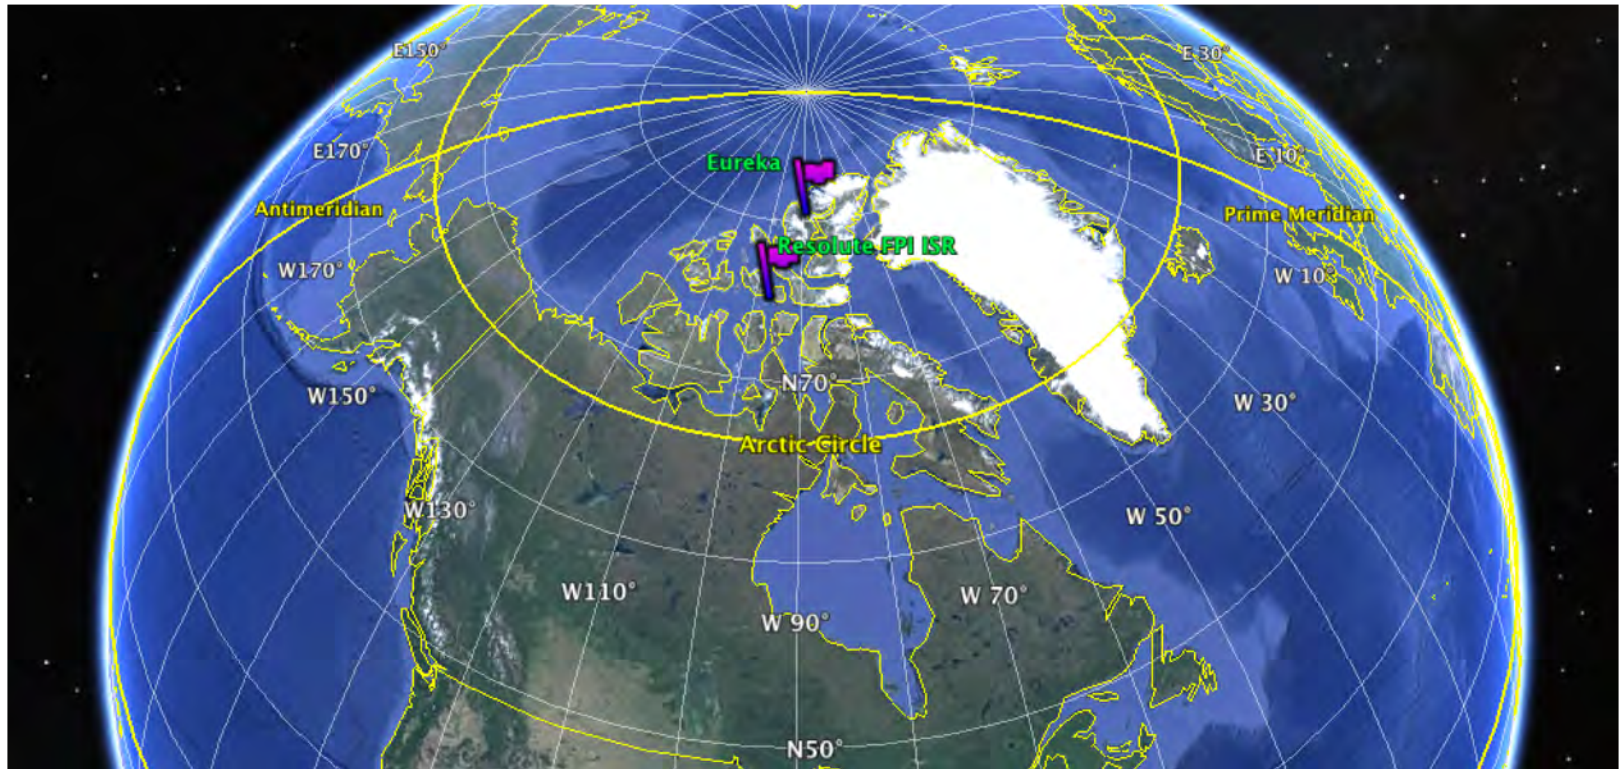 E150°
E 30°
E170°
Eureka
E 10°
Antimeridian
Prime Meridian
Resolute FPI ISR
W170°
W 10°
N70°
W150°
W 30°
Arctic Circle
W130°
W 50°
W110°
W 70°
W 90°
N50°